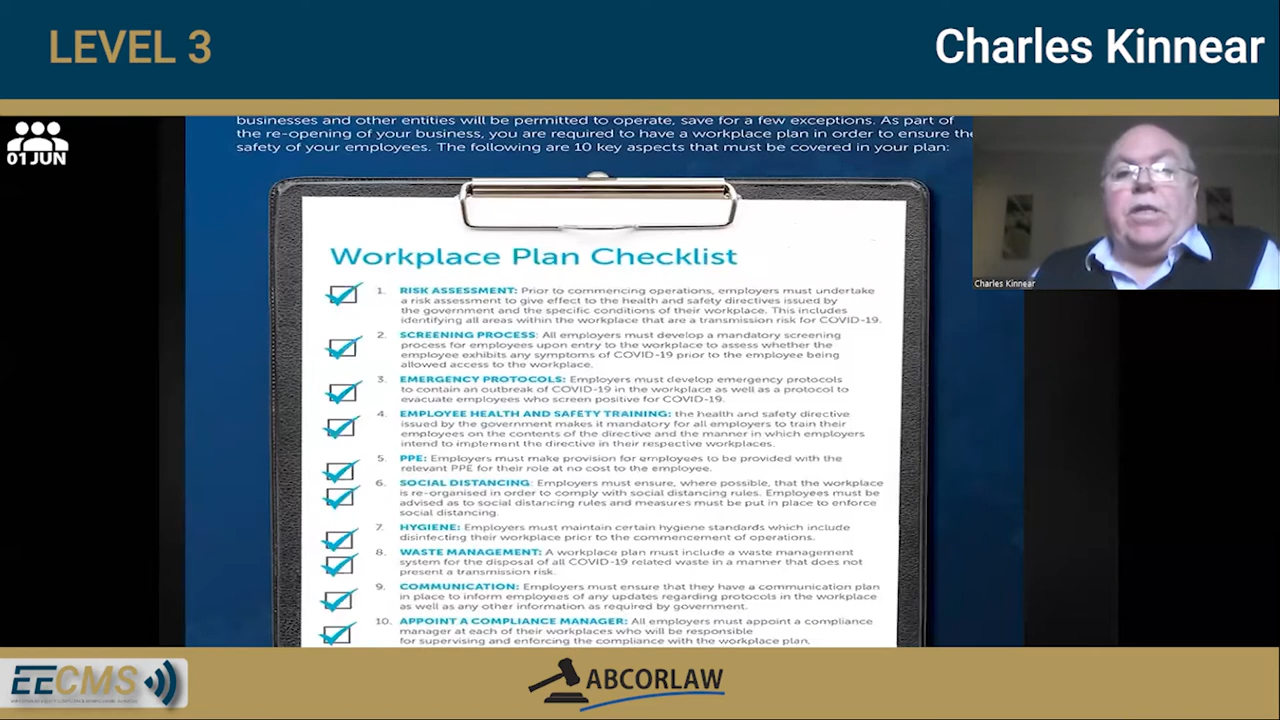 LEVEL 3
Charles Kinnear
01 JUN
businesses and other entities will be permitted to operate, save for a few exceptions. As part of
the re-opening of your business, you are required to have a workplace plan in order to ensure the
safety of your employees. The following are 10 key aspects that must be covered in your plan:
Charles Kinnear
Workplace Plan Checklist
1. RISK ASSESSMENT: Prior to commencing operations, employers must undertake
a risk assessment to give effect to the health and safety directives issued by
the government and the specific conditions of their workplace. This includes
identifying all areas within the workplace that are a transmission risk for COVID-19.
2. SCREENING PROCESS: All employers must develop a mandatory screening
process for employees upon entry to the workplace to assess whether the
employee exhibits any symptoms of COVID-19 prior to the employee being
allowed access to the workplace.
3. EMERGENCY PROTOCOLS: Employers must develop emergency protocols
to contain an outbreak of COVID-19 in the workplace as well as a protocol to
evacuate employees who screen positive for COVID-19.
4. EMPLOYEE HEALTH AND SAFETY TRAINING: the health and safety directive
issued by the government makes it mandatory for all employers to train their
employees on the contents of the directive and the manner in which employers
intend to implement the directive in their respective workplaces.
5. PPE: Employers must make provision for employees to be provided with the
relevant PPE for their role at no cost to the employee.
6. SOCIAL DISTANCING: Employers must ensure, where possible, that the workplace
is re-organised in order to comply with social distancing rules. Employees must be
advised as to social distancing rules and measures must be put in place to enforce
social distancing.
7. HYGIENE: Employers must maintain certain hygiene standards which include
disinfecting their workplace prior to the commencement of operations.
8. WASTE MANAGEMENT: A workplace plan must include a waste management
system for the disposal of all COVID-19 related waste in a manner that does not
present a transmission risk.
9. COMMUNICATION: Employers must ensure that they have a communication plan
in place to inform employees of any updates regarding protocols in the workplace
as well as any other information as required by government.
10. APPOINT A COMPLIANCE MANAGER: All employers must appoint a compliance
manager at each of their workplaces who will be responsible
for supervising and enforcing the compliance with the workplace plan.
EECMS
ABCORLAW